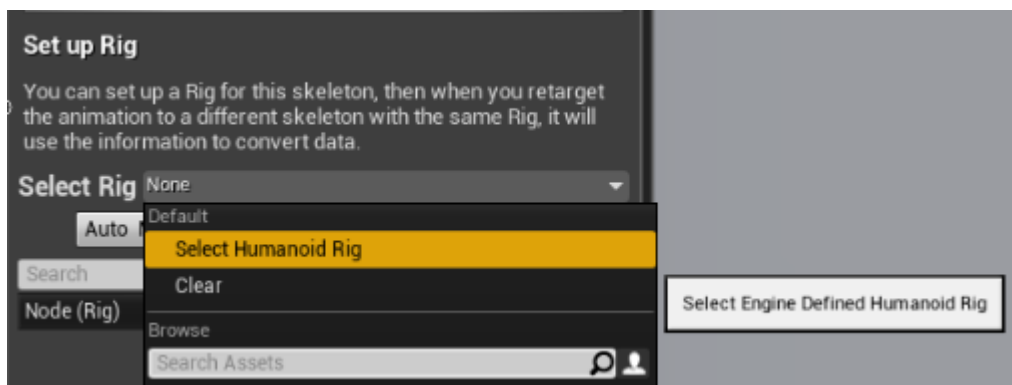 Set up Rig
You can set up a Rig for this skeleton, then when you retarget
the animation to a different skeleton with the same Rig, it will
use the information to convert data.
Select Rig None
Default
Auto
Select Humanoid Rig
Search
Clear
Select Engine Defined Humanoid Rig
Node (Rig)
Browse
Search Assets